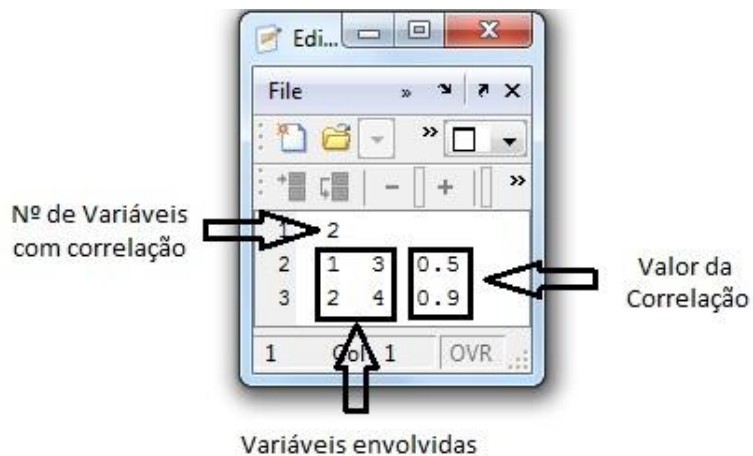 Edi...
File
Nº de Variáveis
com correlação
1 2
2 1 3 0.5
3 2 4 0.9
Valor da
Correlação
1 Col 1 OVR
Variáveis envolvidas